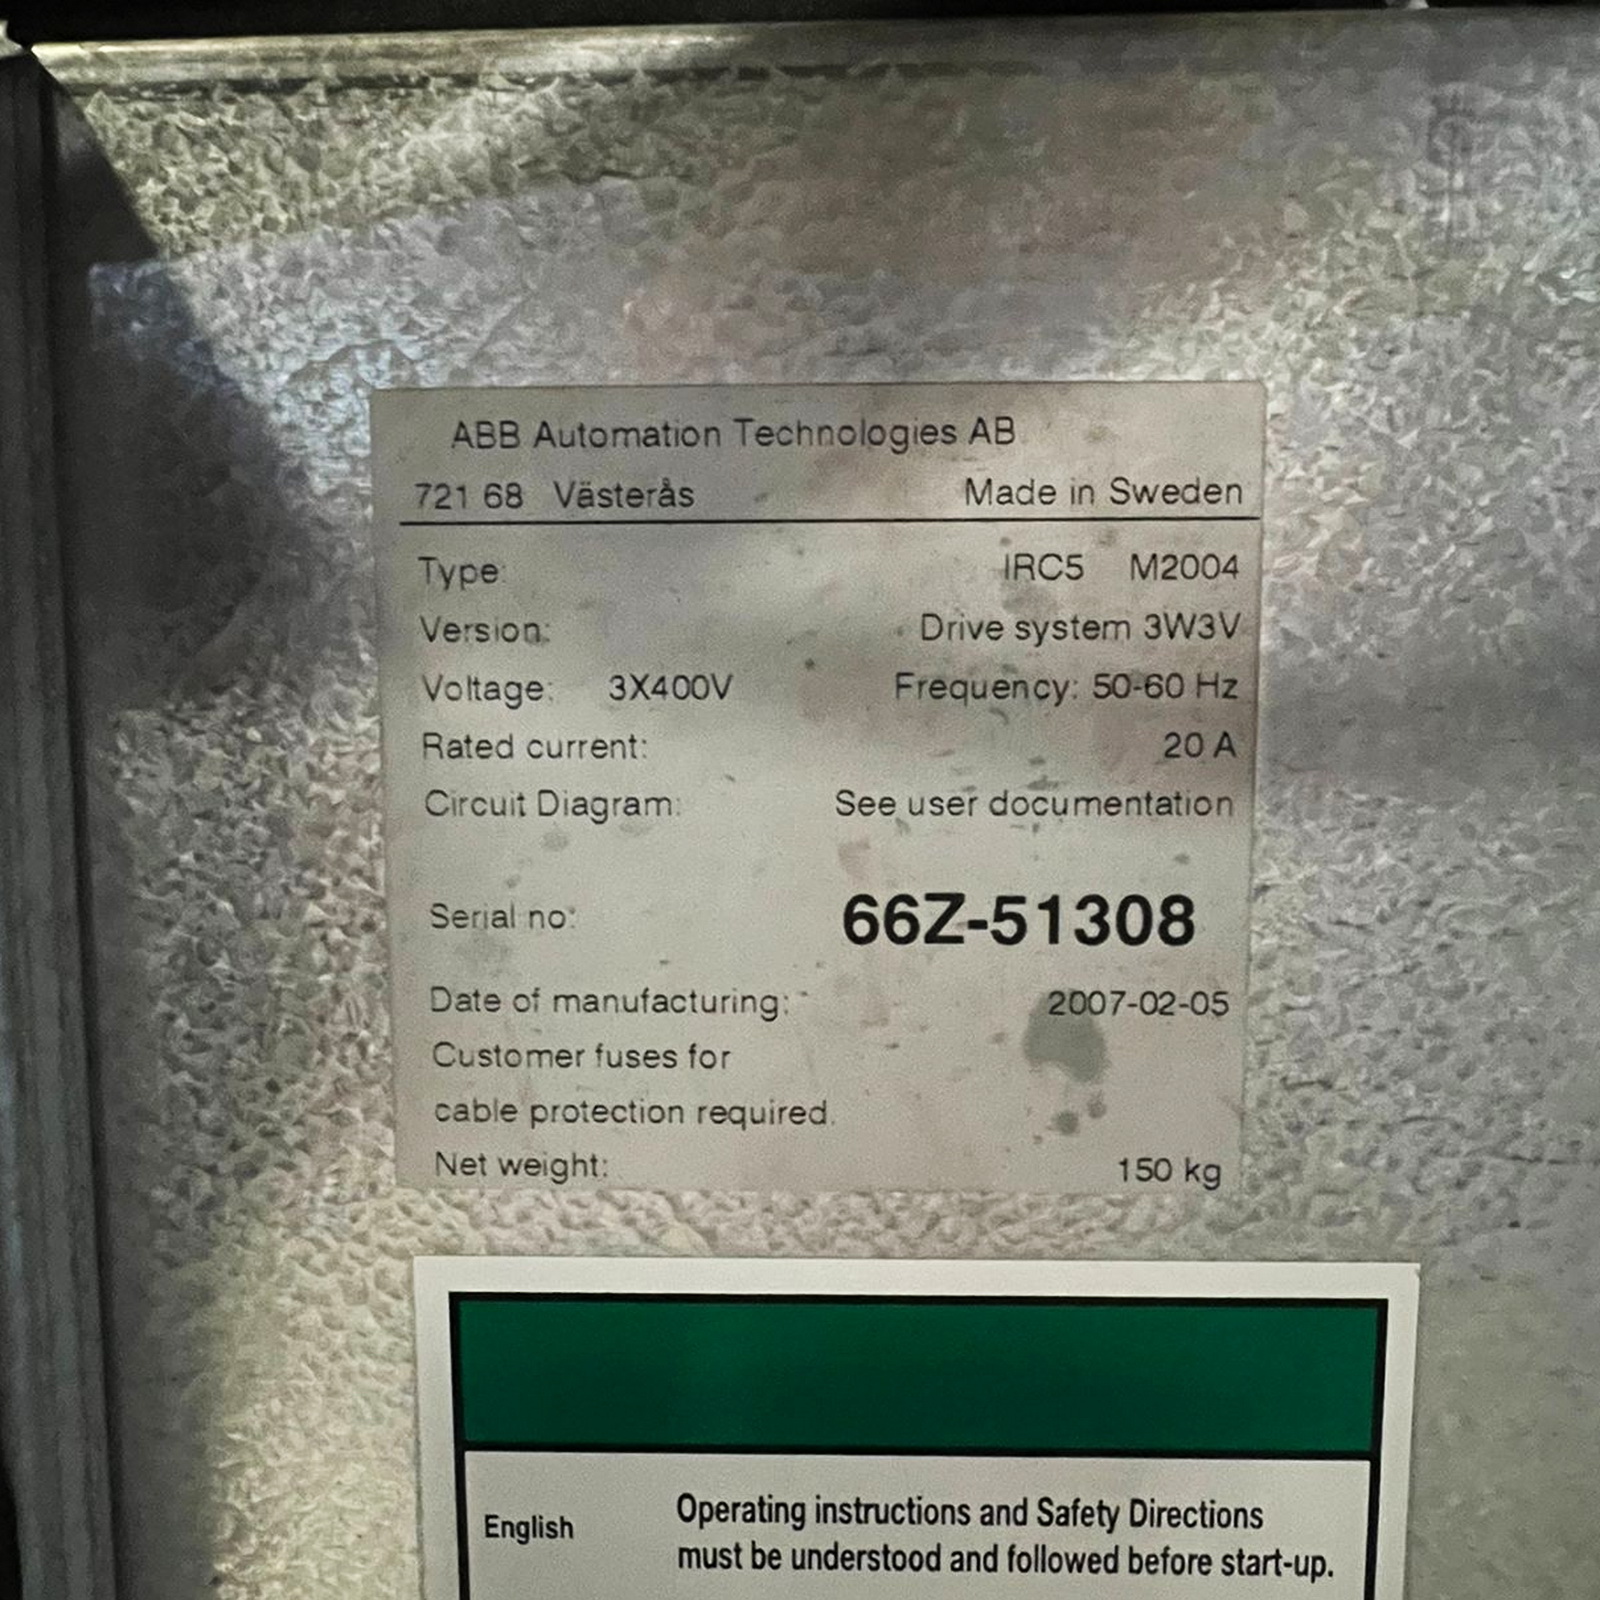 ABB Automation Technologies AB
721 68 Västerås Made in Sweden
Type: IRC5 M2004
Version: Drive system 3W3V
Voltage: 3X400V Frequency: 50-60 Hz
Rated current: 20 A
Circuit Diagram: See user documentation
Serial no: 66Z-51308
Date of manufacturing: 2007-02-05
Customer fuses for
cable protection required.
Net weight: 150 kg
English Operating instructions and Safety Directions
must be understood and followed before start-up.